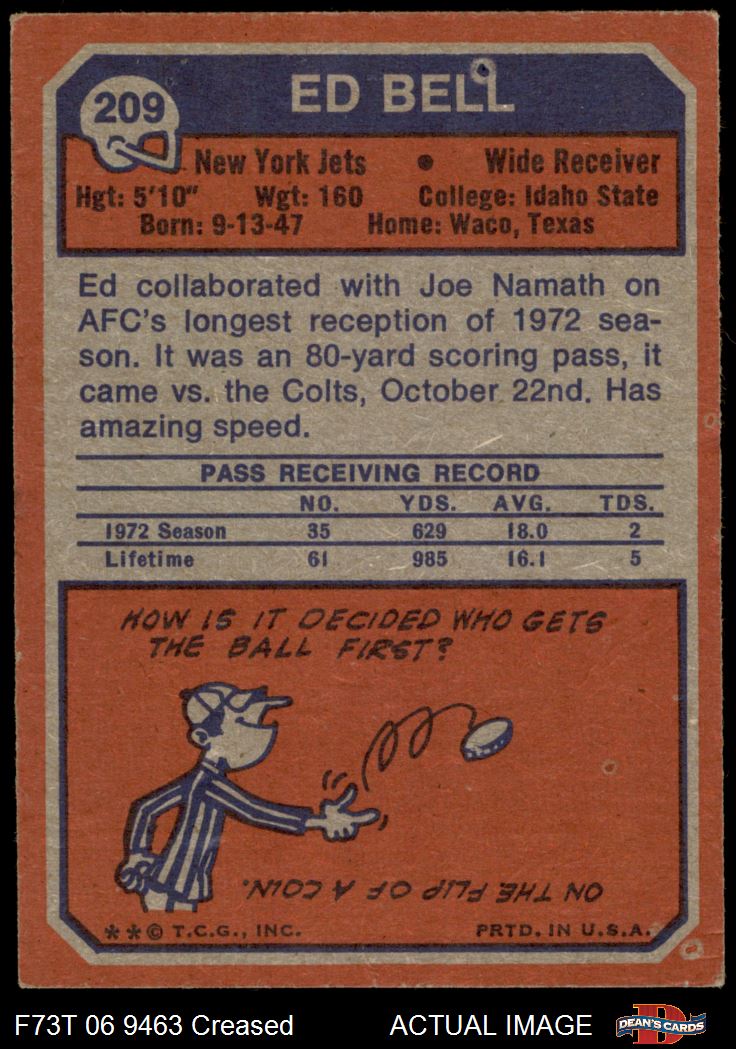 209
ED BELL
New York Jets • Wide Receiver
Hgt: 5'10" Wgt: 160 College: Idaho State
Born: 9-13-47 Home: Waco, Texas
Ed collaborated with Joe Namath on
AFC's longest reception of 1972 sea-
son. It was an 80-yard scoring pass, it
came vs. the Colts, October 22nd. Has
amazing speed.
PASS RECEIVING RECORD
NO. YDS. AVG. TDS.
1972 Season 35 629 18.0 2
Lifetime 61 985 16.1 5
HOW IS IT DECIDED WHO GETS
THE BALL FIRST?
ON THE FLIP OF A COIN.
**© T.C.G., INC. PRTD. IN U.S.A.
F73T 06 9463 Creased ACTUAL IMAGE
D
DEAN'S CARDS